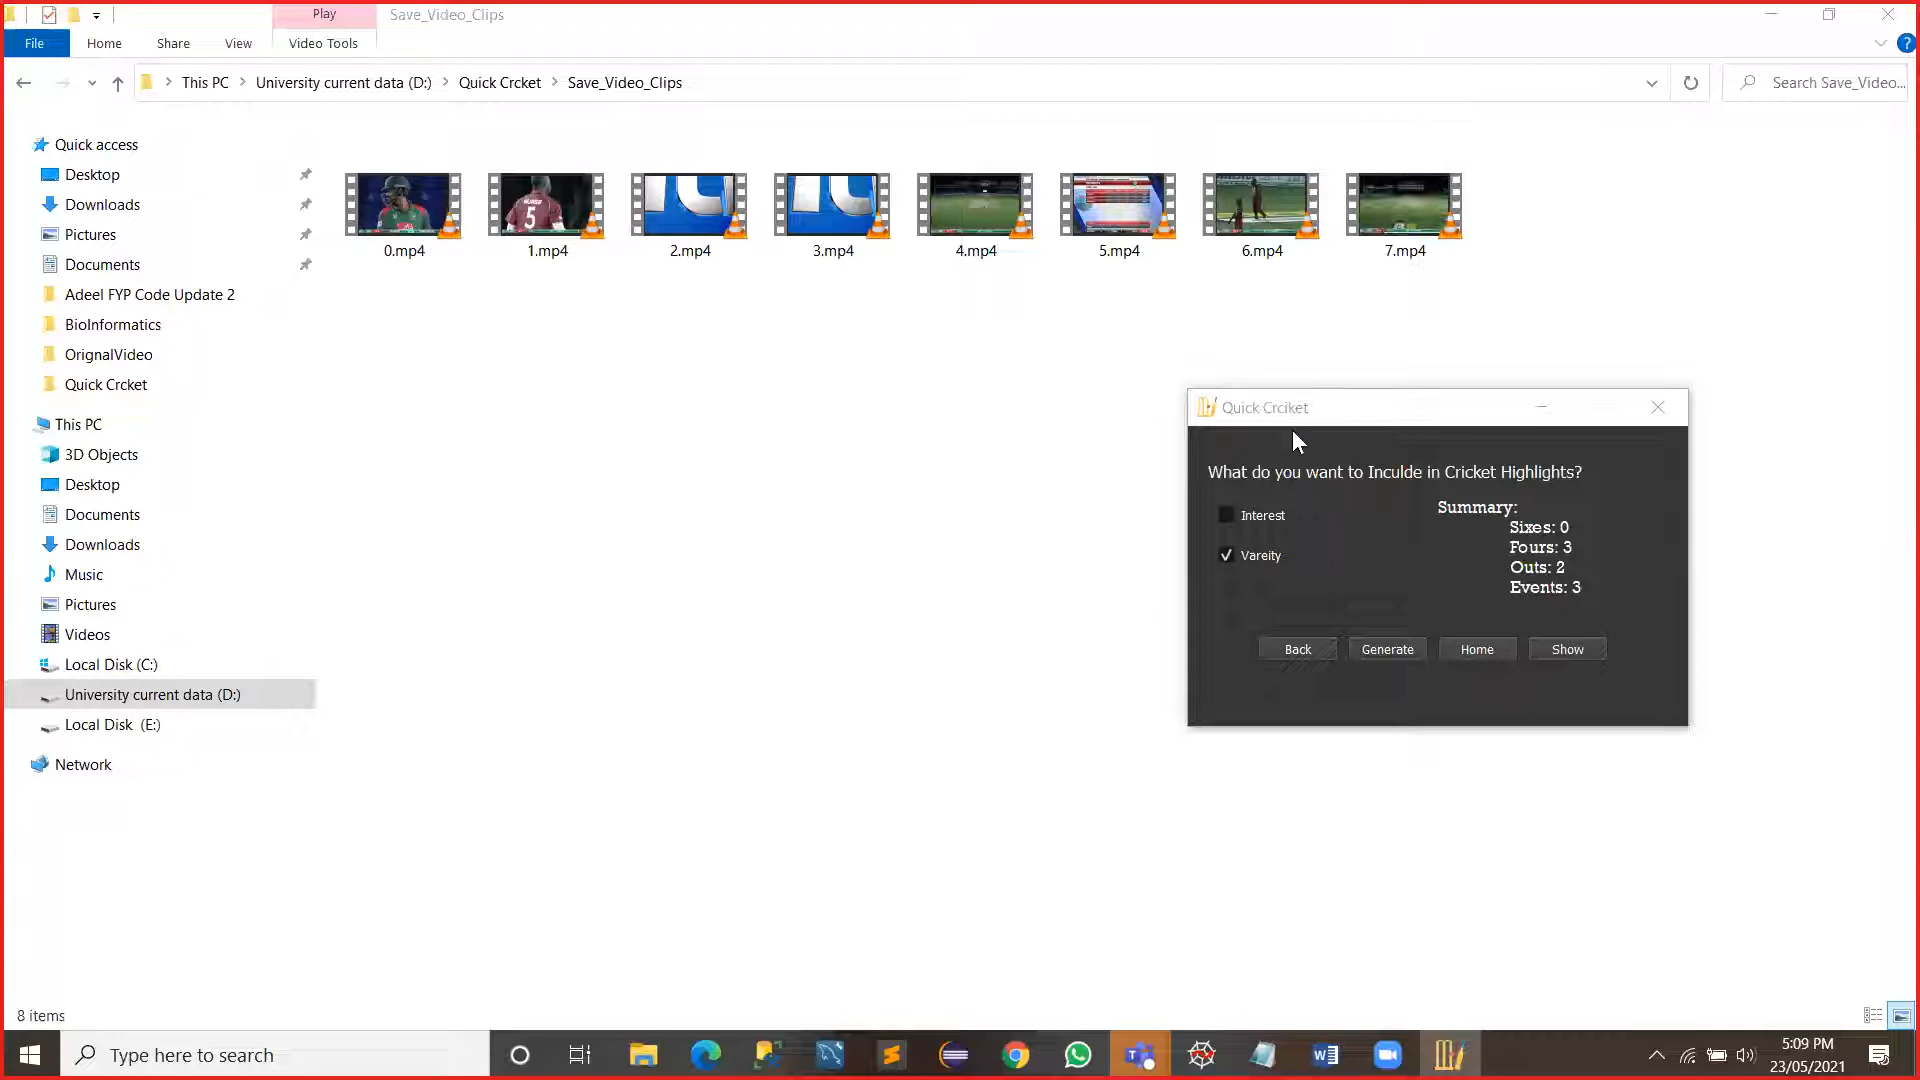 Play
Save_Video_Clips
File
Home
Share
View
Video Tools
?
This PC
University current data (D:)
Quick Crcket
Save_Video_Clips
Search Save_Video...
Quick access
Desktop
Downloads
Pictures
Documents
Adeel FYP Code Update 2
BioInformatics
OrignalVideo
Quick Crcket
This PC
3D Objects
Desktop
Documents
Downloads
Music
Pictures
Videos
Local Disk (C:)
University current data (D:)
Local Disk (E:)
Network
5
0.mp4
1.mp4
2.mp4
3.mp4
4.mp4
5.mp4
6.mp4
7.mp4
Quick Crciket
What do you want to Inculde in Cricket Highlights?
Interest
Vareity
Summary:
Sixes: 0
Fours: 3
Outs: 2
Events: 3
Back
Generate
Home
Show
8 items
Type here to search
5:09 PM
23/05/2021